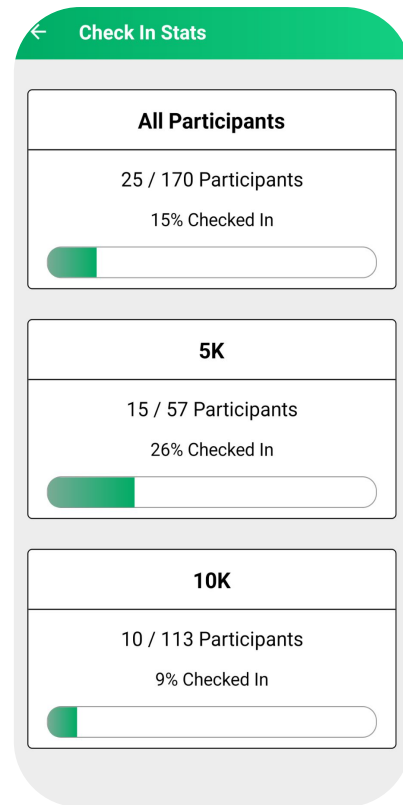 Check In Stats
All Participants
25 / 170 Participants
15% Checked In
5K
15 / 57 Participants
26% Checked In
10K
10 / 113 Participants
9% Checked In